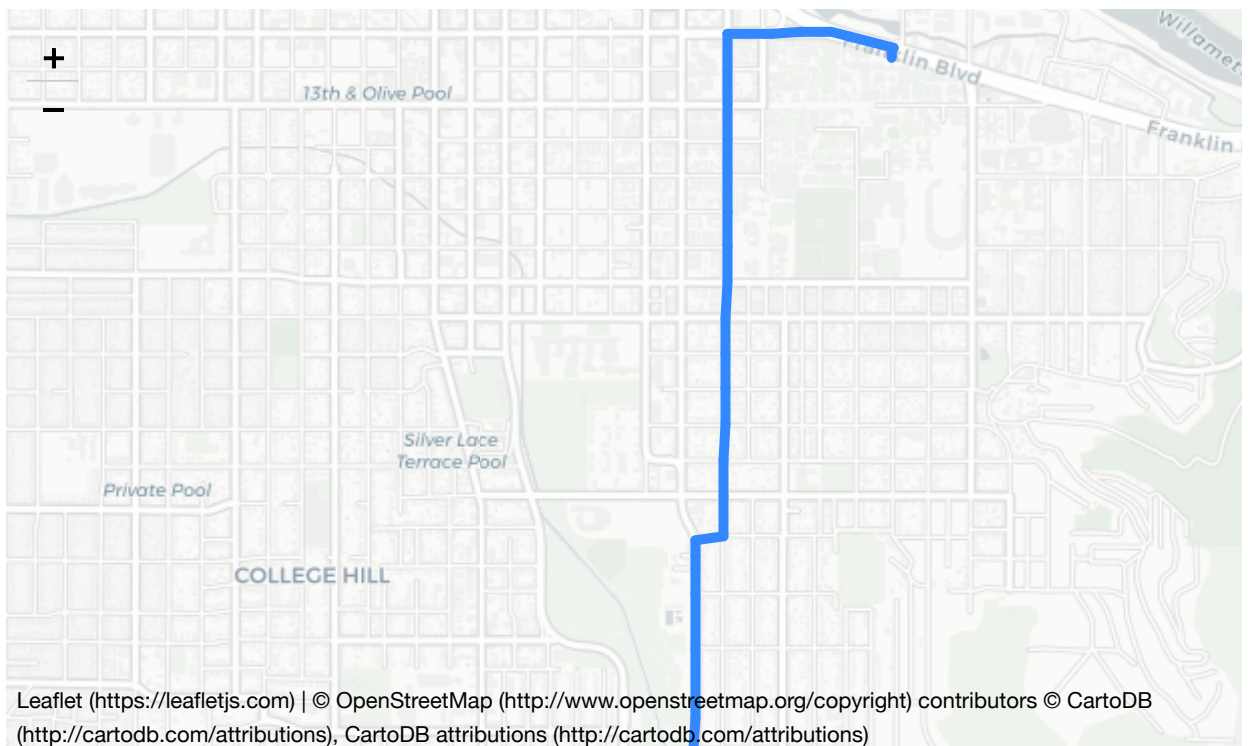 Willamet
+
Franklin Blvd
13th & Olive Pool
−
Franklin
Silver Lace
Terrace Pool
Private Pool
COLLEGE HILL
Leaflet (https://leafletjs.com) | © OpenStreetMap (http://www.openstreetmap.org/copyright) contributors © CartoDB
(http://cartodb.com/attributions), CartoDB attributions (http://cartodb.com/attributions)